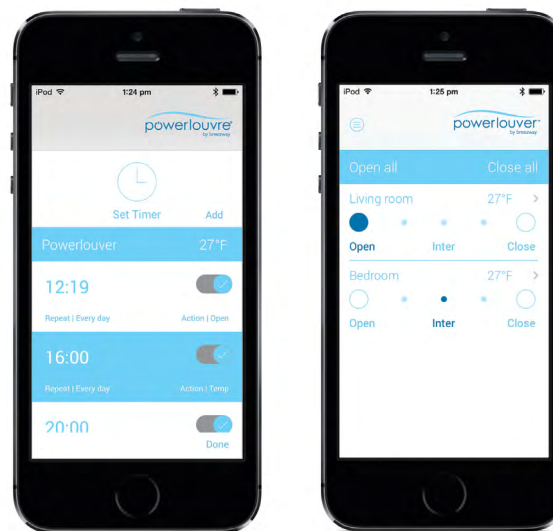 iPod 1:24 pm
powerlouvre®
by breezway
Set Timer Add
Powerlouver 27°F
12:19
Repeat | Every day Action | Open
16:00
Repeat | Every day Action | Temp
20:00
Done
iPod 1:25 pm
powerlouver™
by breezway
Open all Close all
Living room 27°F >
Open Inter Close
Bedroom 27°F >
Open Inter Close